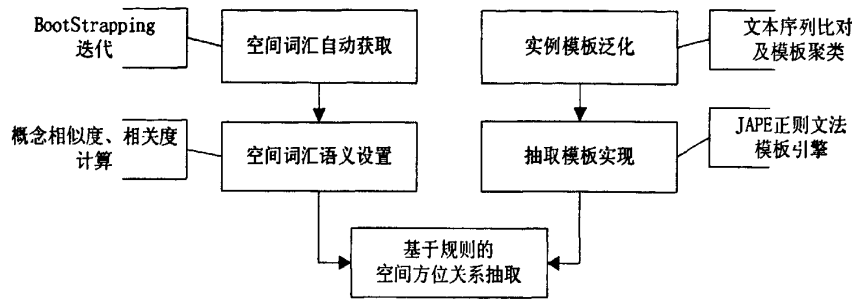 BootStrapping
迭代
空间词汇自动获取
实例模板泛化
文本序列比对
及模板聚类
概念相似度、相关度
计算
空间词汇语义设置
抽取模板实现
JAPE正则文法
模板引擎
基于规则的
空间方位关系抽取